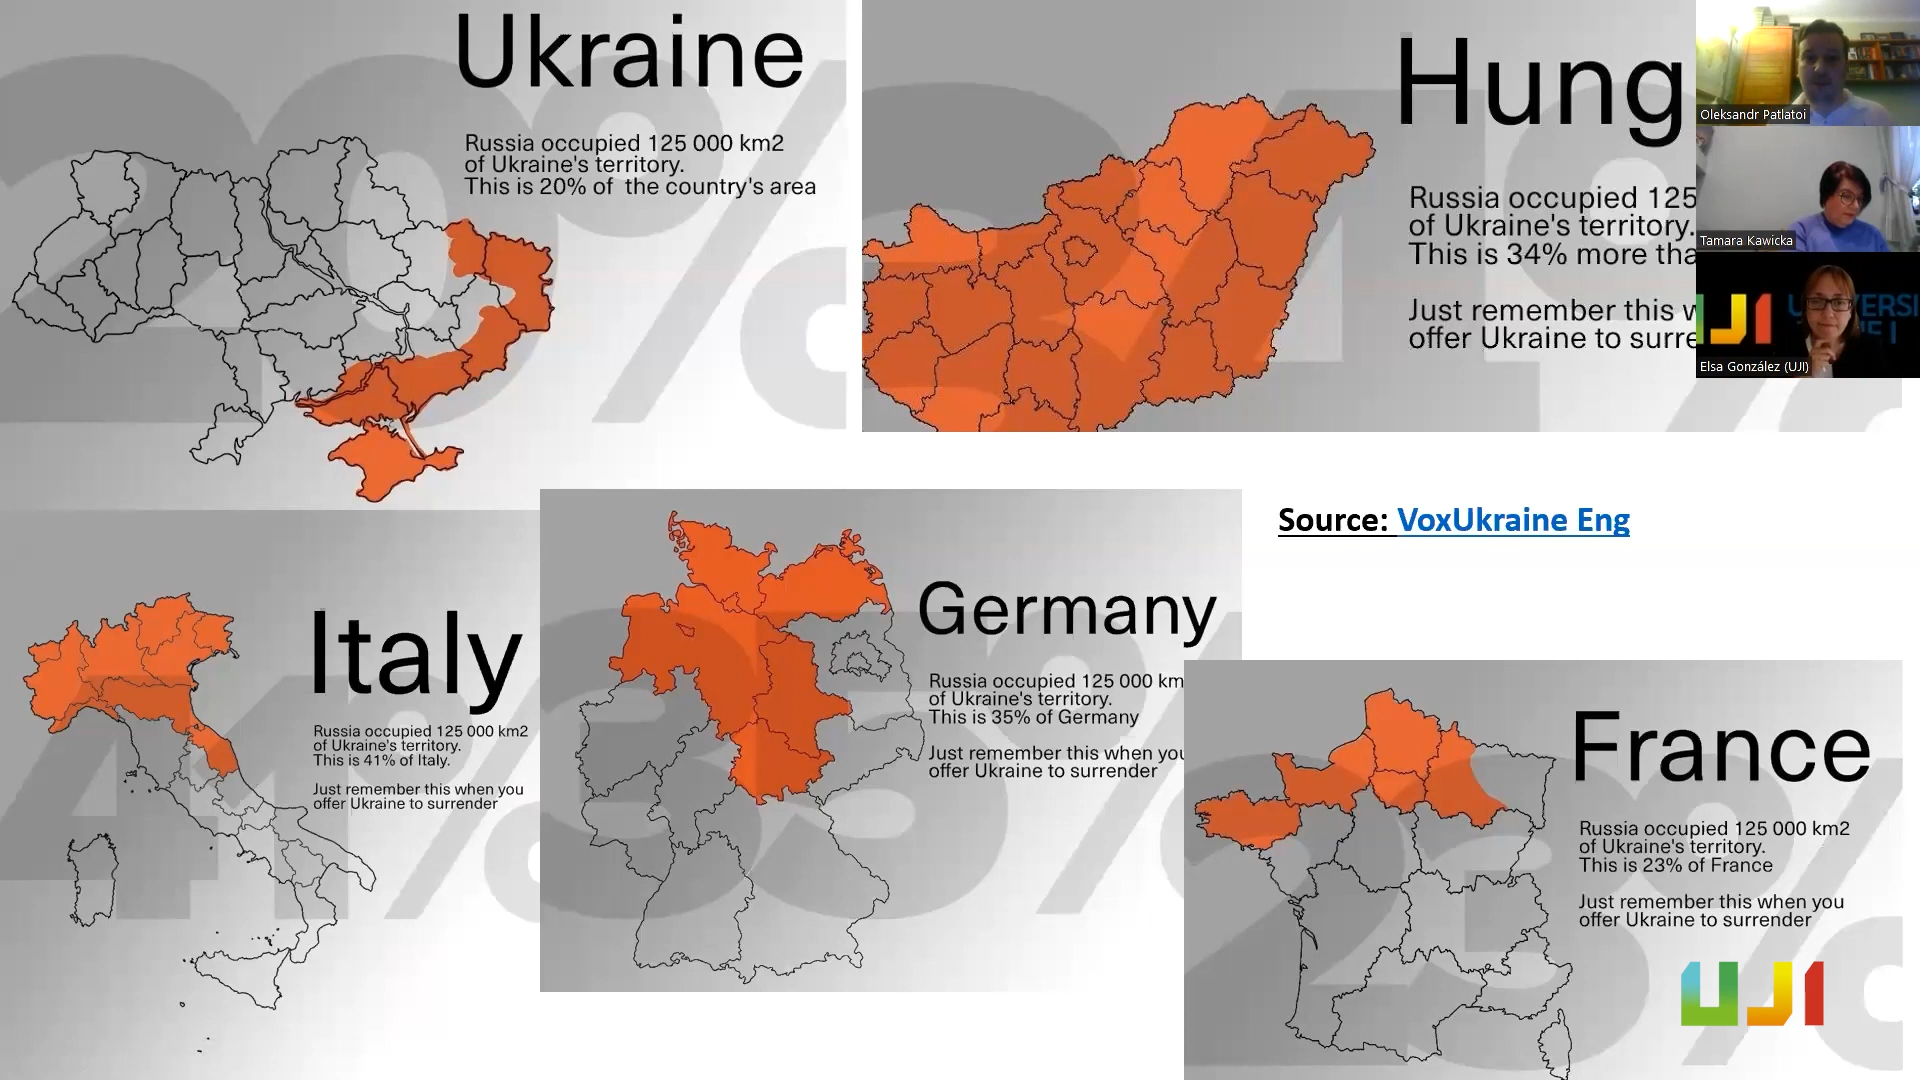 Ukraine
20%
Russia occupied 125 000 km2
of Ukraine's territory.
This is 20% of the country's area
Hung
Russia occupied 125
of Ukraine's territory.
This is 34% more tha
Just remember this w
offer Ukraine to surre
Oleksandr Patlatoi
Tamara Kawicka
UJI
Elsa González (UJI)
Source: VoxUkraine Eng
Italy
41%
Russia occupied 125 000 km2
of Ukraine's territory.
This is 41% of Italy.
Just remember this when you
offer Ukraine to surrender
Germany
35%
Russia occupied 125 000 km
of Ukraine's territory.
This is 35% of Germany
Just remember this when you
offer Ukraine to surrender
France
23%
Russia occupied 125 000 km2
of Ukraine's territory.
This is 23% of France
Just remember this when you
offer Ukraine to surrender
UJI